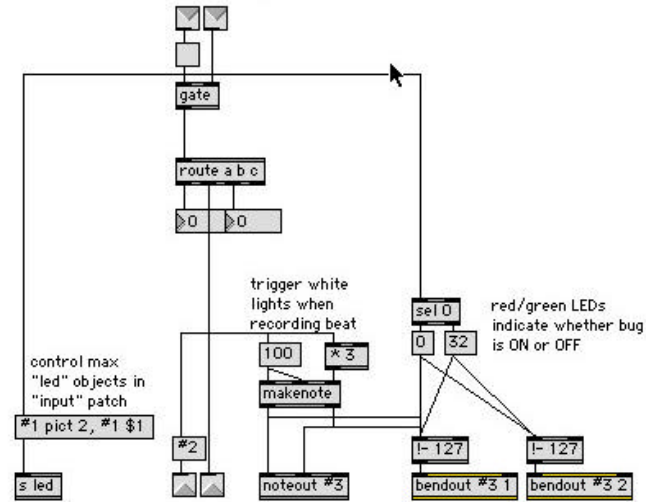 gate
route a b c
0
0
trigger white
lights when
recording beat
sel 0
red/green LEDs
indicate whether bug
is ON or OFF
0
32
100
* 3
control max
"led" objects in
"input" patch
makenote
#1 pict 2, #1 $1
#2
!- 127
!- 127
s led
noteout #3
bendout #3 1
bendout #3 2